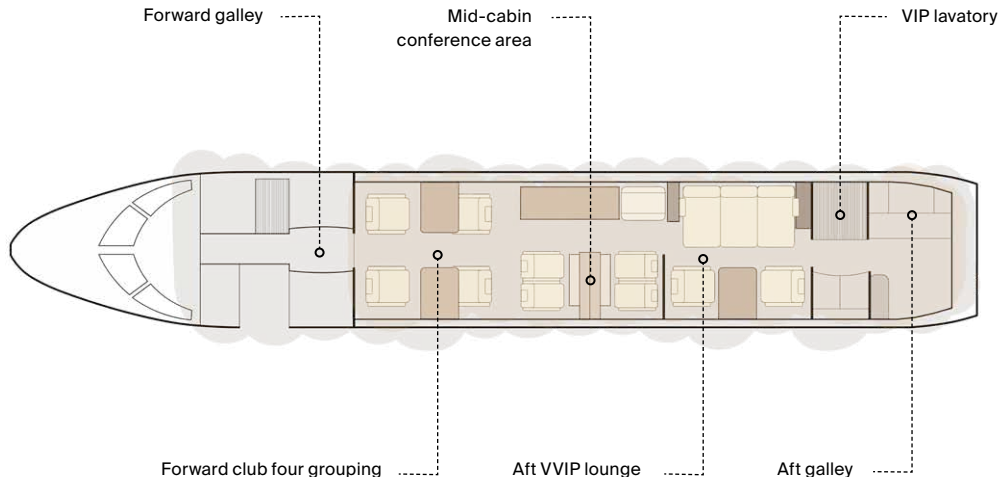 Forward galley
Mid-cabin
conference area
VIP lavatory
Forward club four grouping
Aft VVIP lounge
Aft galley